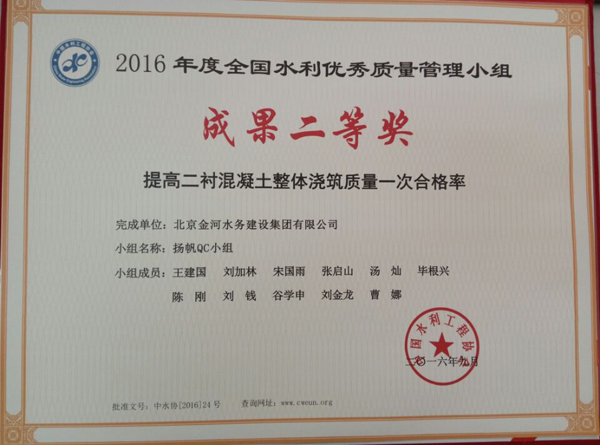 2016年度全国水利优秀质量管理小组
成果二等奖
提高二衬混凝土整体浇筑质量一次合格率
完成单位：北京金河水务建设集团有限公司
小组名称：扬帆QC小组
小组成员：王建国 刘加林 宋国雨 张启山 汤 灿 毕根兴
陈 刚 刘 钱 谷学申 刘金龙 曹 娜
中国水利工程协会
二〇一六年九月
批准文号：中水协[2016]24号 查询网址：www.cweun.org